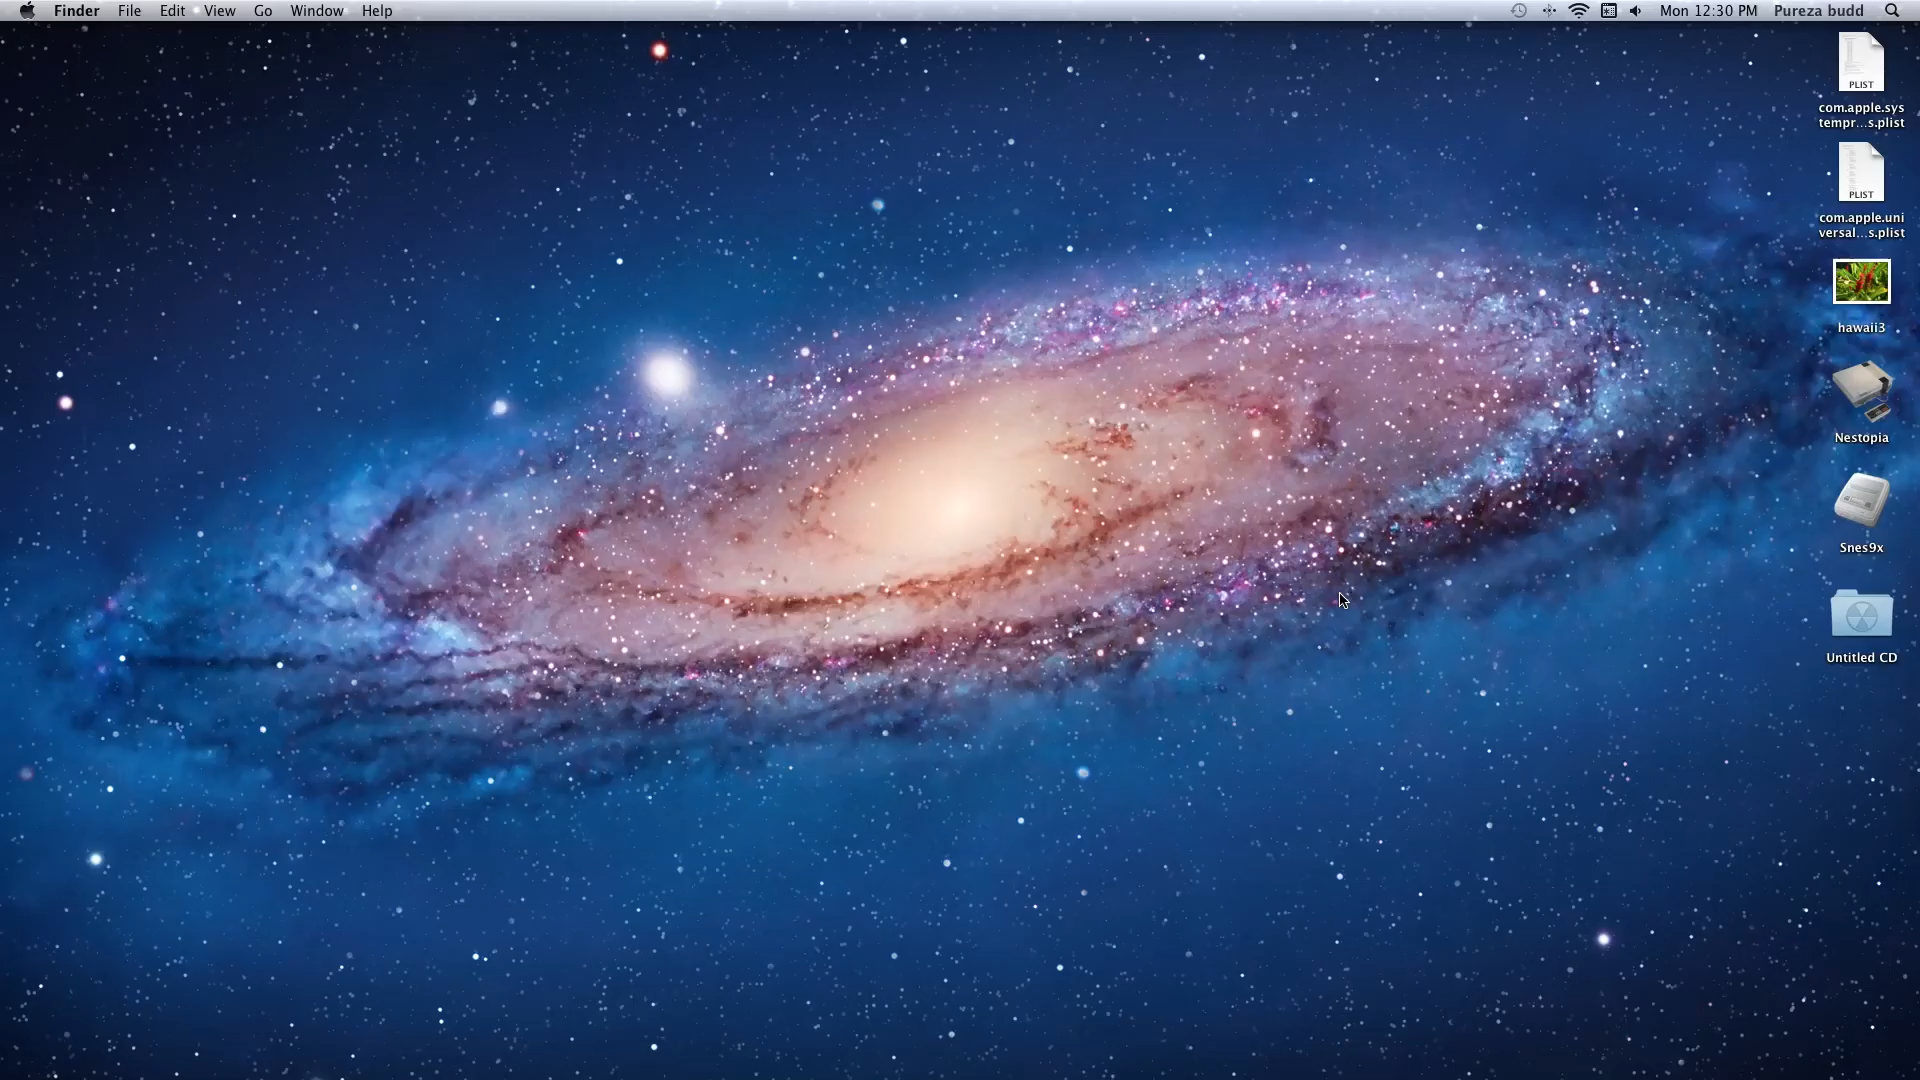 Finder File Edit View Go Window Help
Mon 12:30 PM Pureza budd
PLIST
com.apple.sys
tempr...s.plist
PLIST
com.apple.uni
versal...s.plist
hawaii3
Nestopia
Snes9x
Untitled CD